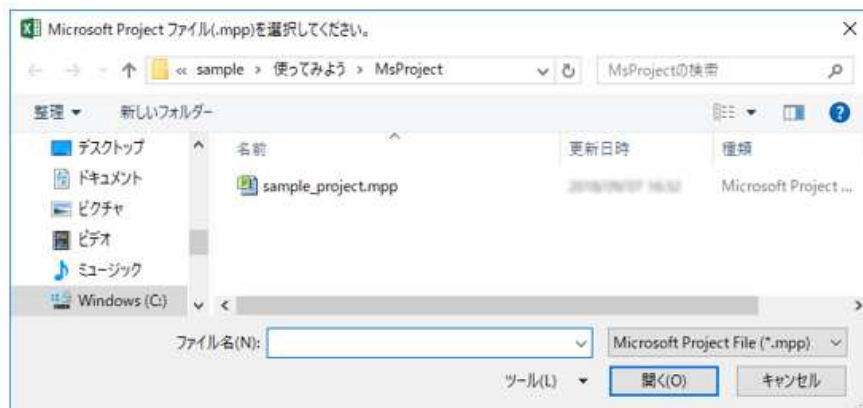 Microsoft Project ファイル(.mpp)を選択してください。
« sample › 使ってみよう › MsProject
MsProjectの検索
整理 新しいフォルダー
デスクトップ
ドキュメント
ピクチャ
ビデオ
ミュージック
Windows (C:)
名前 更新日時 種類
sample_project.mpp Microsoft Project ...
ファイル名(N): Microsoft Project File (*.mpp)
ツール(L) 開く(O) キャンセル